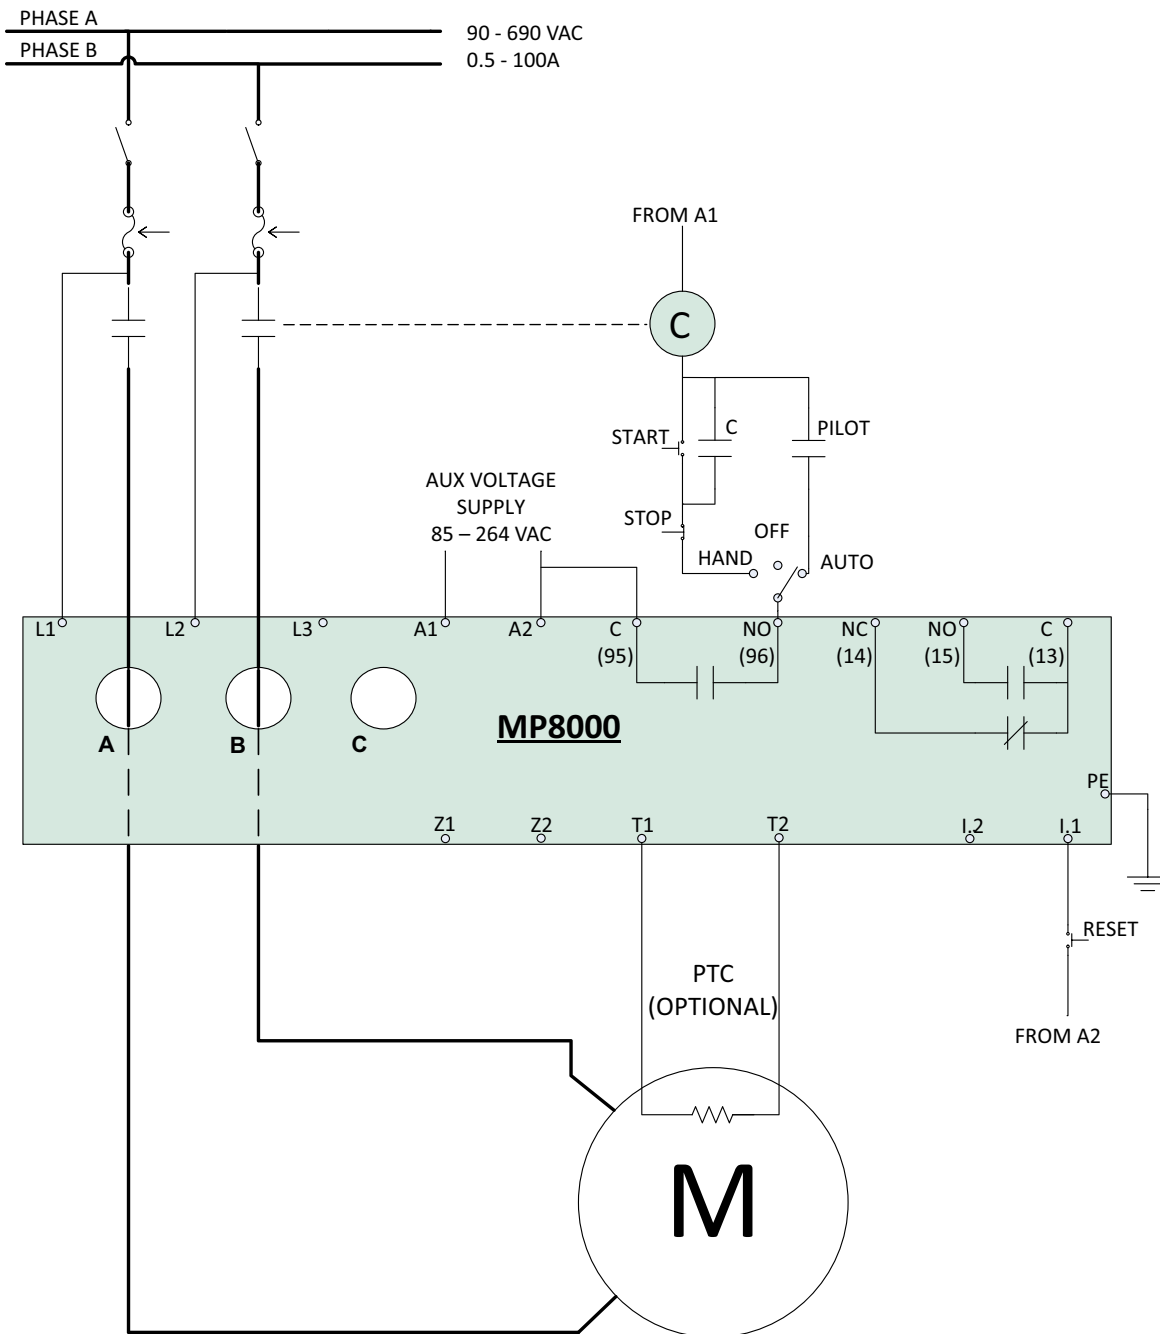 PHASE A
PHASE B
90 - 690 VAC
0.5 - 100A
FROM A1
C
START
C
PILOT
AUX VOLTAGE
SUPPLY
85 – 264 VAC
STOP
OFF
HAND
AUTO
L1
L2
L3
A1
A2
C
(95)
NO
(96)
NC
(14)
NO
(15)
C
(13)
A
B
C
MP8000
PE
Z1
Z2
T1
T2
I.2
I.1
RESET
PTC
(OPTIONAL)
FROM A2
M